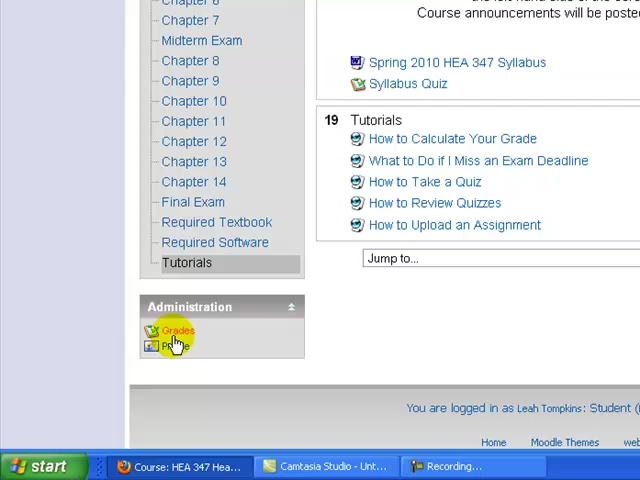 Chapter 6
Chapter 7
Midterm Exam
Chapter 8
Chapter 9
Chapter 10
Chapter 11
Chapter 12
Chapter 13
Chapter 14
Final Exam
Required Textbook
Required Software
Tutorials
Administration
Grades
Course announcements will be poste
Spring 2010 HEA 347 Syllabus
Syllabus Quiz
19 Tutorials
How to Calculate Your Grade
What to Do if I Miss an Exam Deadline
How to Take a Quiz
How to Review Quizzes
How to Upload an Assignment
Jump to...
You are logged in as Leah Tompkins: Student (
Home Moodle Themes
start Course: HEA 347 Hea... Camtasia Studio - Unt... Recording...